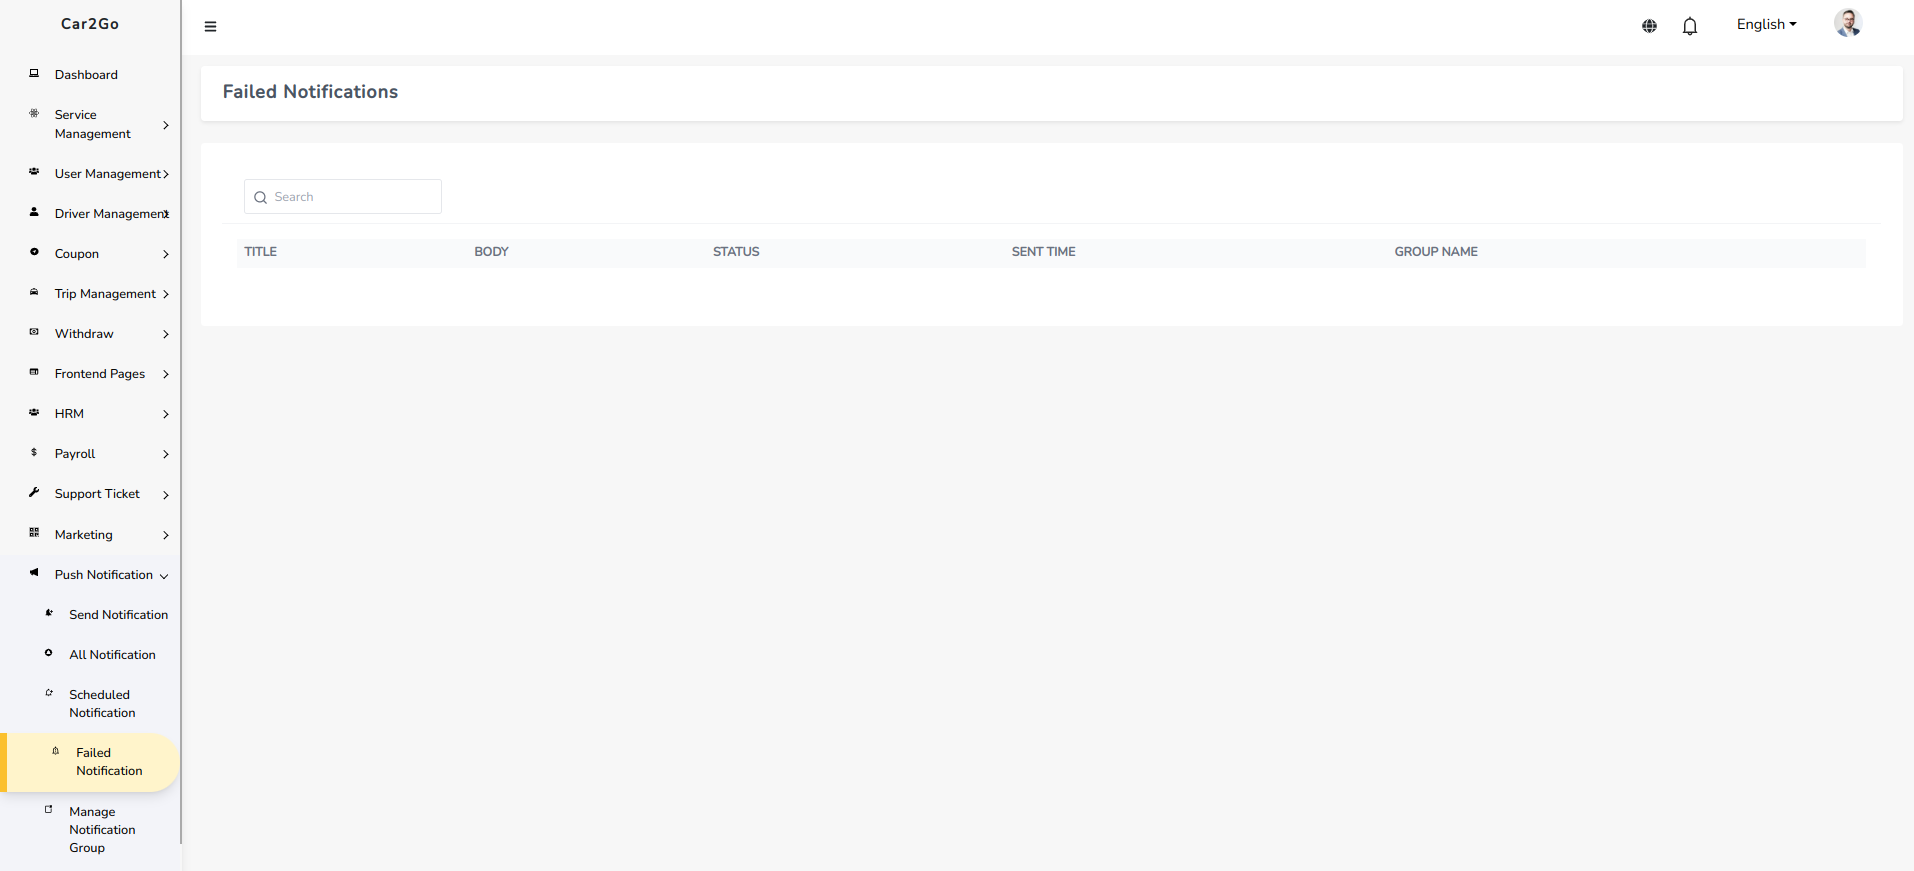 Car2Go
English
Dashboard
Service
Management
User Management
Driver Management
Coupon
Trip Management
Withdraw
Frontend Pages
HRM
Payroll
Support Ticket
Marketing
Push Notification
Send Notification
All Notification
Scheduled
Notification
Failed
Notification
Manage
Notification
Group
Failed Notifications
Search
TITLE BODY STATUS SENT TIME GROUP NAME